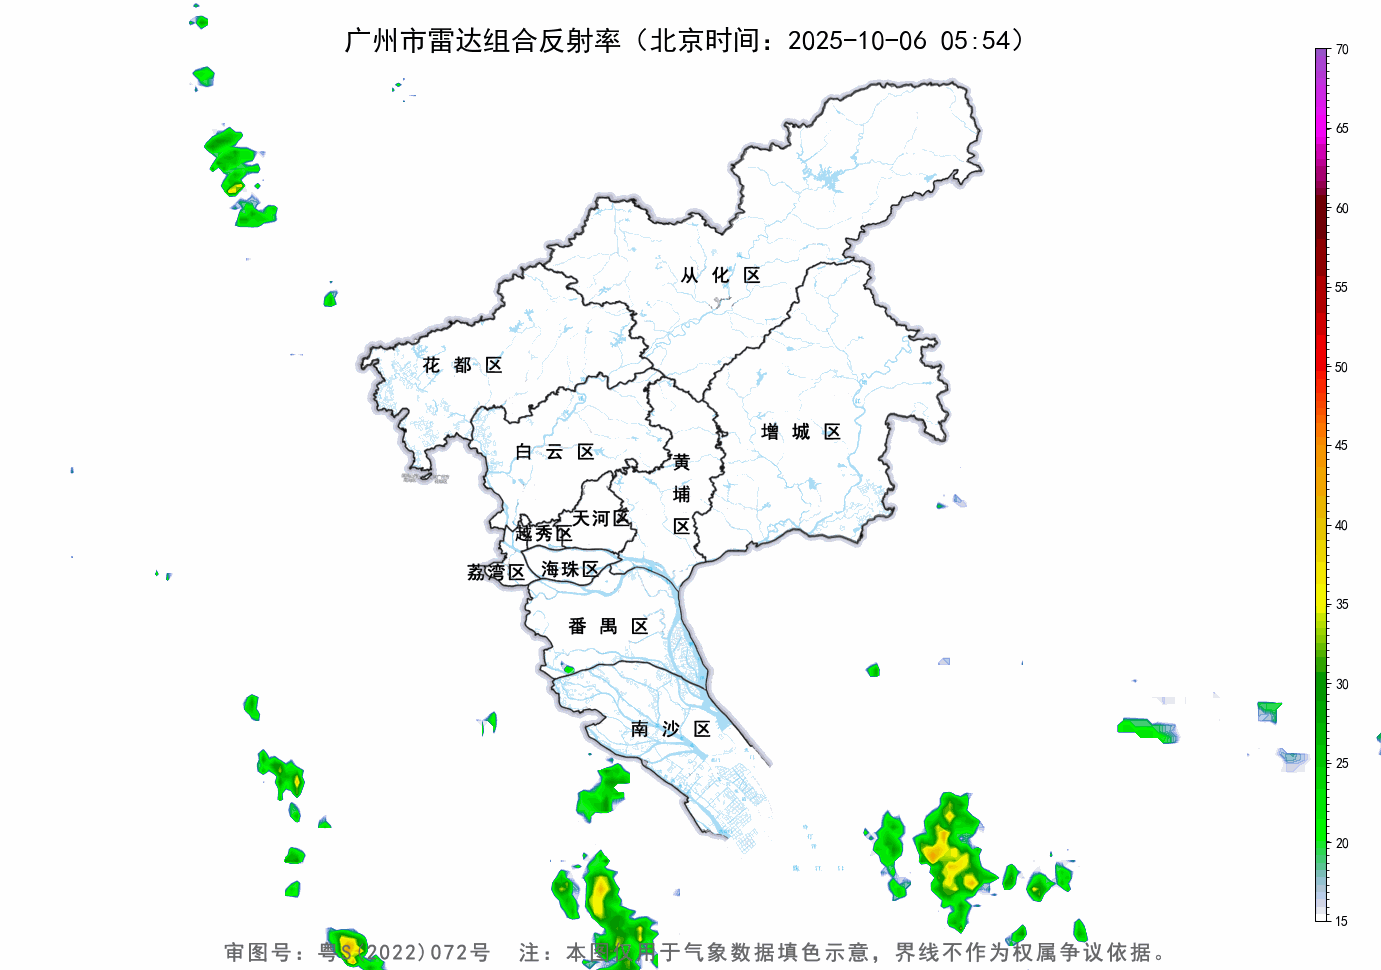 广州市雷达组合反射率（北京时间：2025-10-06 05:54）
70
65
60
55
50
45
40
35
30
25
20
15
从化区
花都区
增城区
白云区
黄埔区
天河区
越秀区
海珠区
荔湾区
番禺区
南沙区
审图号：粤S(2022)072号 注：本图仅用于气象数据填色示意，界线不作为权属争议依据。